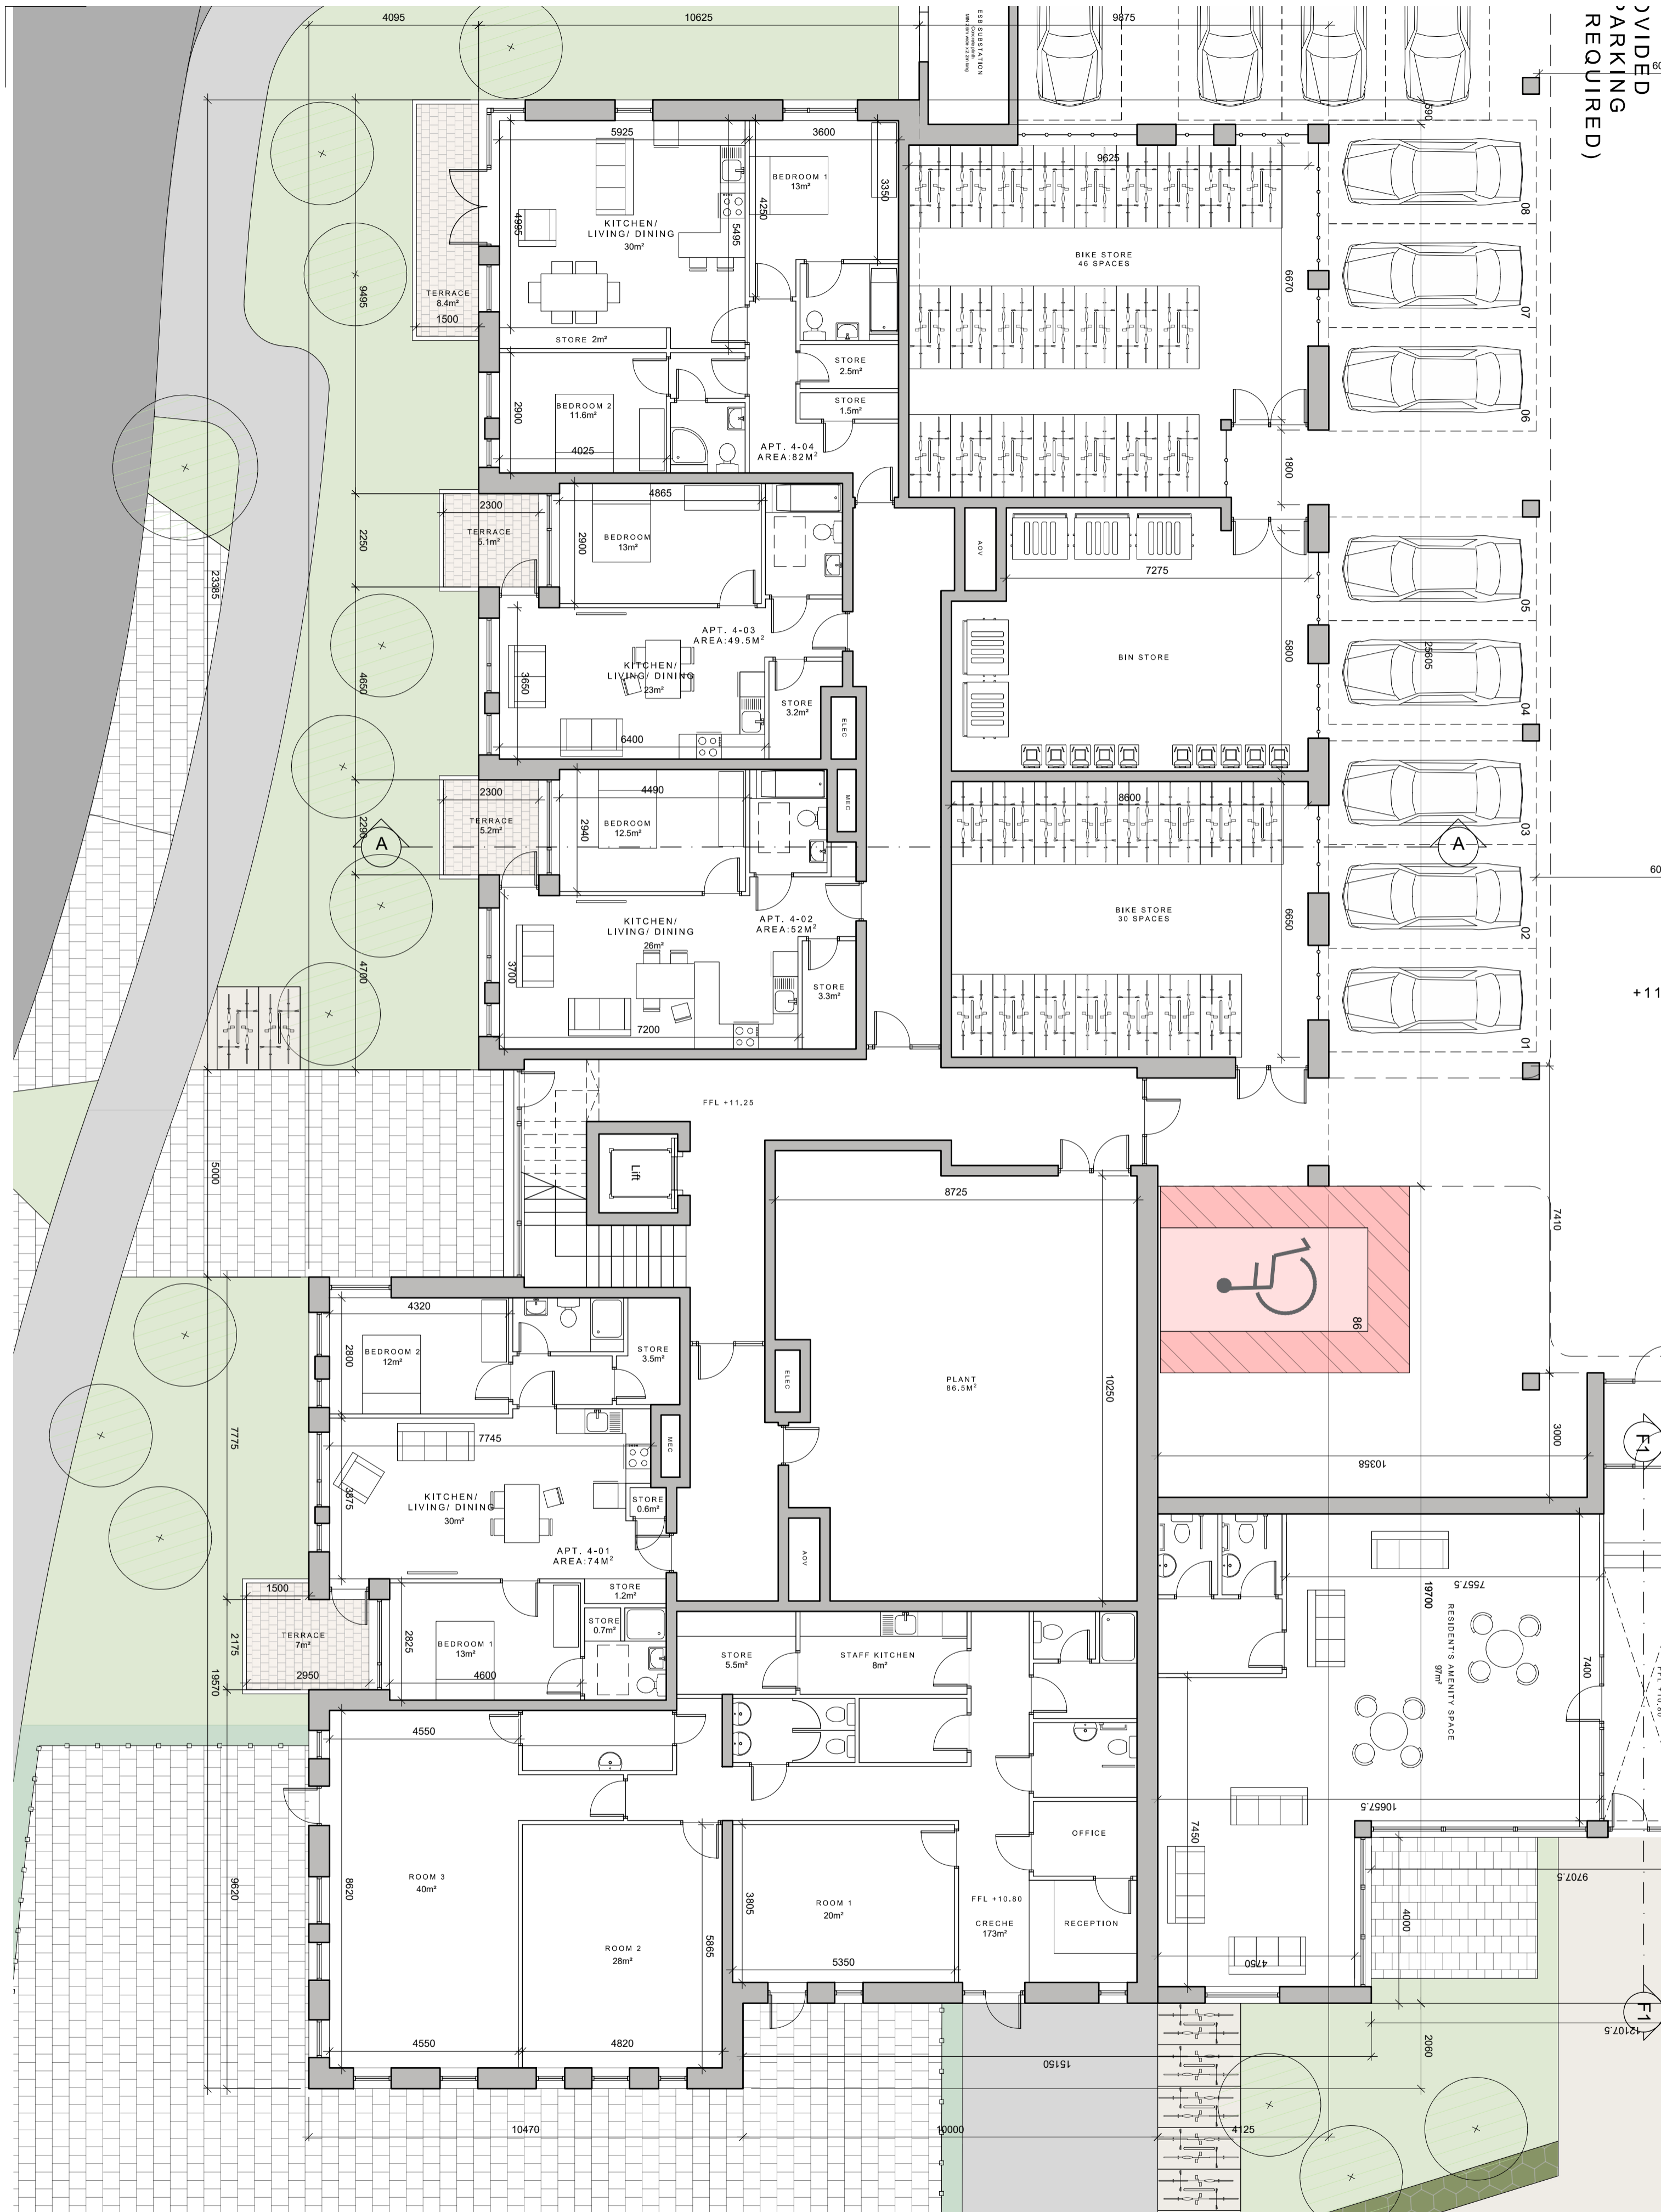 OVIDED
PARKING
REQUIRED)
4095
10625
9875
ESB SUBSTATION
5925
3600
9625
3350
4250
4995
5495
BEDROOM 1
13m²
KITCHEN/
LIVING/ DINING
30m²
BIKE STORE
46 SPACES
6670
08
07
06
9495
TERRACE
8.4m²
1500
STORE 2m²
STORE
2.5m²
STORE
1.5m²
BEDROOM 2
11.6m²
2900
4025
APT. 4-04
AREA:82M²
1800
2300
TERRACE
5.1m²
2250
23385
4865
2900
BEDROOM
13m²
AOV
7275
05
APT. 4-03
AREA:49.5M²
KITCHEN/
LIVING/ DINING
23m²
3650
4650
6400
STORE
3.2m²
ELEC
BIN STORE
5800
25605
04
2300
TERRACE
5.2m²
2290
4490
2940
BEDROOM
12.5m²
MEC
8600
03
A
A
60
APT. 4-02
AREA:52M²
KITCHEN/
LIVING/ DINING
26m²
3700
4700
7200
STORE
3.3m²
BIKE STORE
30 SPACES
6650
02
+11
01
FFL +11.25
5000
Lift
8725
7410
86
4320
2800
BEDROOM 2
12m²
STORE
3.5m²
ELEC
PLANT
86.5M²
10250
3000
10358
F1
7775
7745
3875
KITCHEN/
LIVING/ DINING
30m²
MEC
STORE
0.6m²
APT. 4-01
AREA:74M²
AOV
1500
TERRACE
7m²
2950
2175
19570
2825
BEDROOM 1
13m²
4600
STORE
1.2m²
STORE
0.7m²
STORE
5.5m²
STAFF KITCHEN
8m²
7557.5
19700
RESIDENT'S AMENITY SPACE
97m²
7400
FFL +10.80
4550
10657.5
7450
OFFICE
9620
8620
ROOM 3
40m²
ROOM 2
28m²
5865
3805
ROOM 1
20m²
5350
FFL +10.80
CRECHE
173m²
RECEPTION
4750
4000
9707.5
4550
4820
F1
12107.5
2060
15150
10470
10000
4125